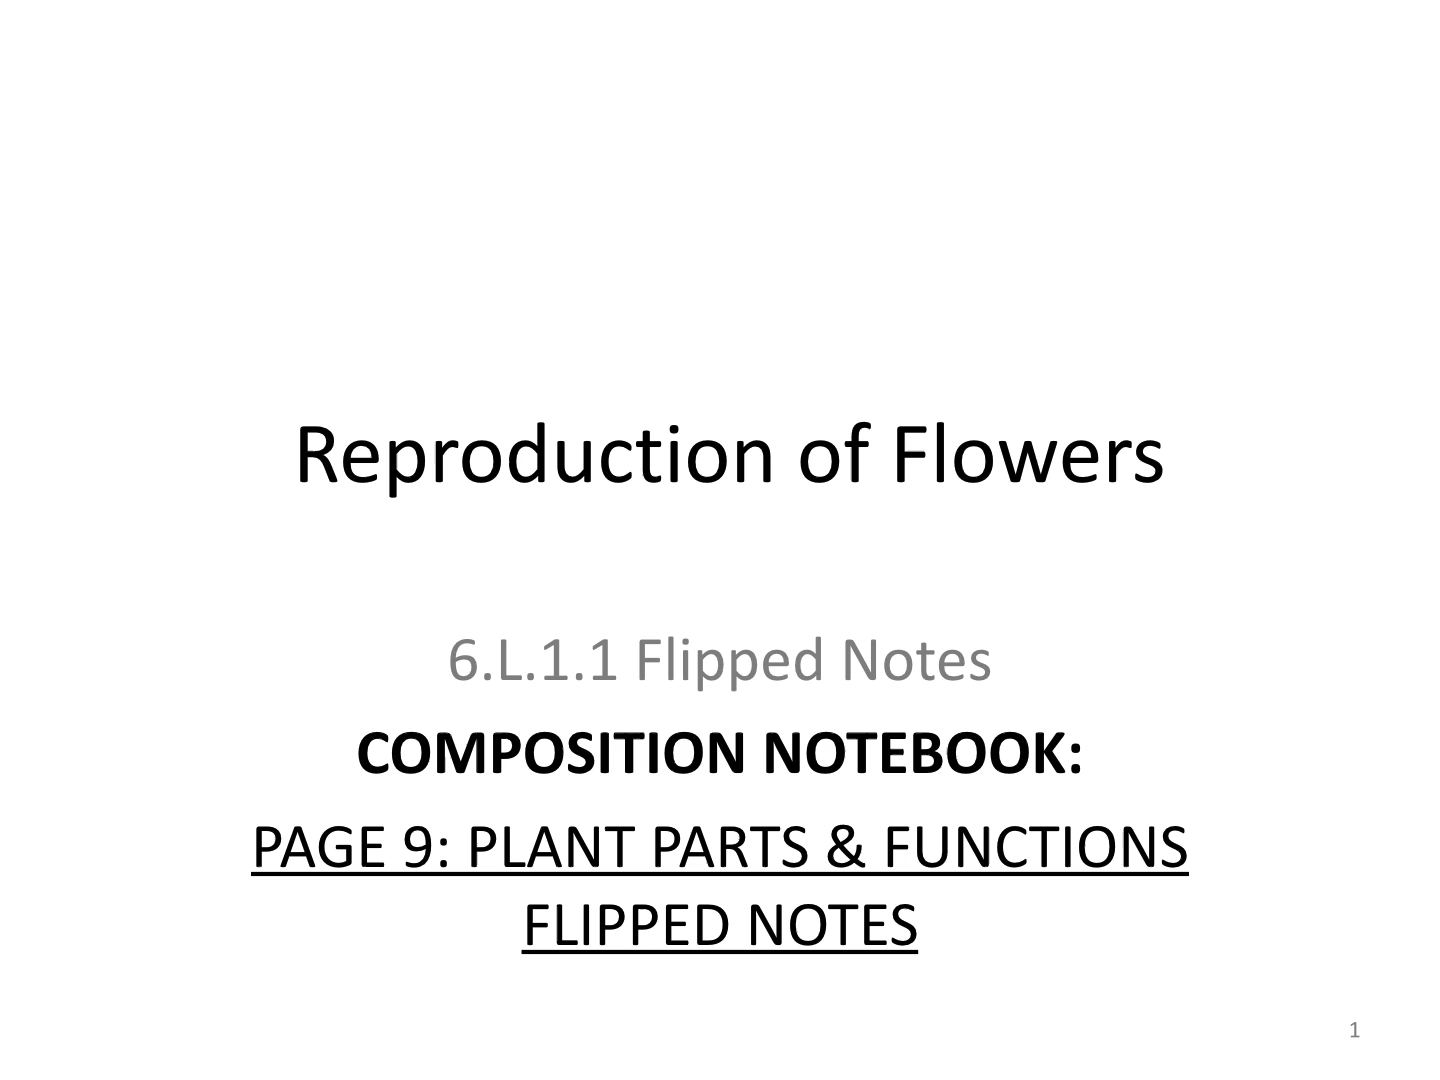 Reproduction of Flowers
6.L.1.1 Flipped Notes
COMPOSITION NOTEBOOK:
PAGE 9: PLANT PARTS & FUNCTIONS
FLIPPED NOTES
1